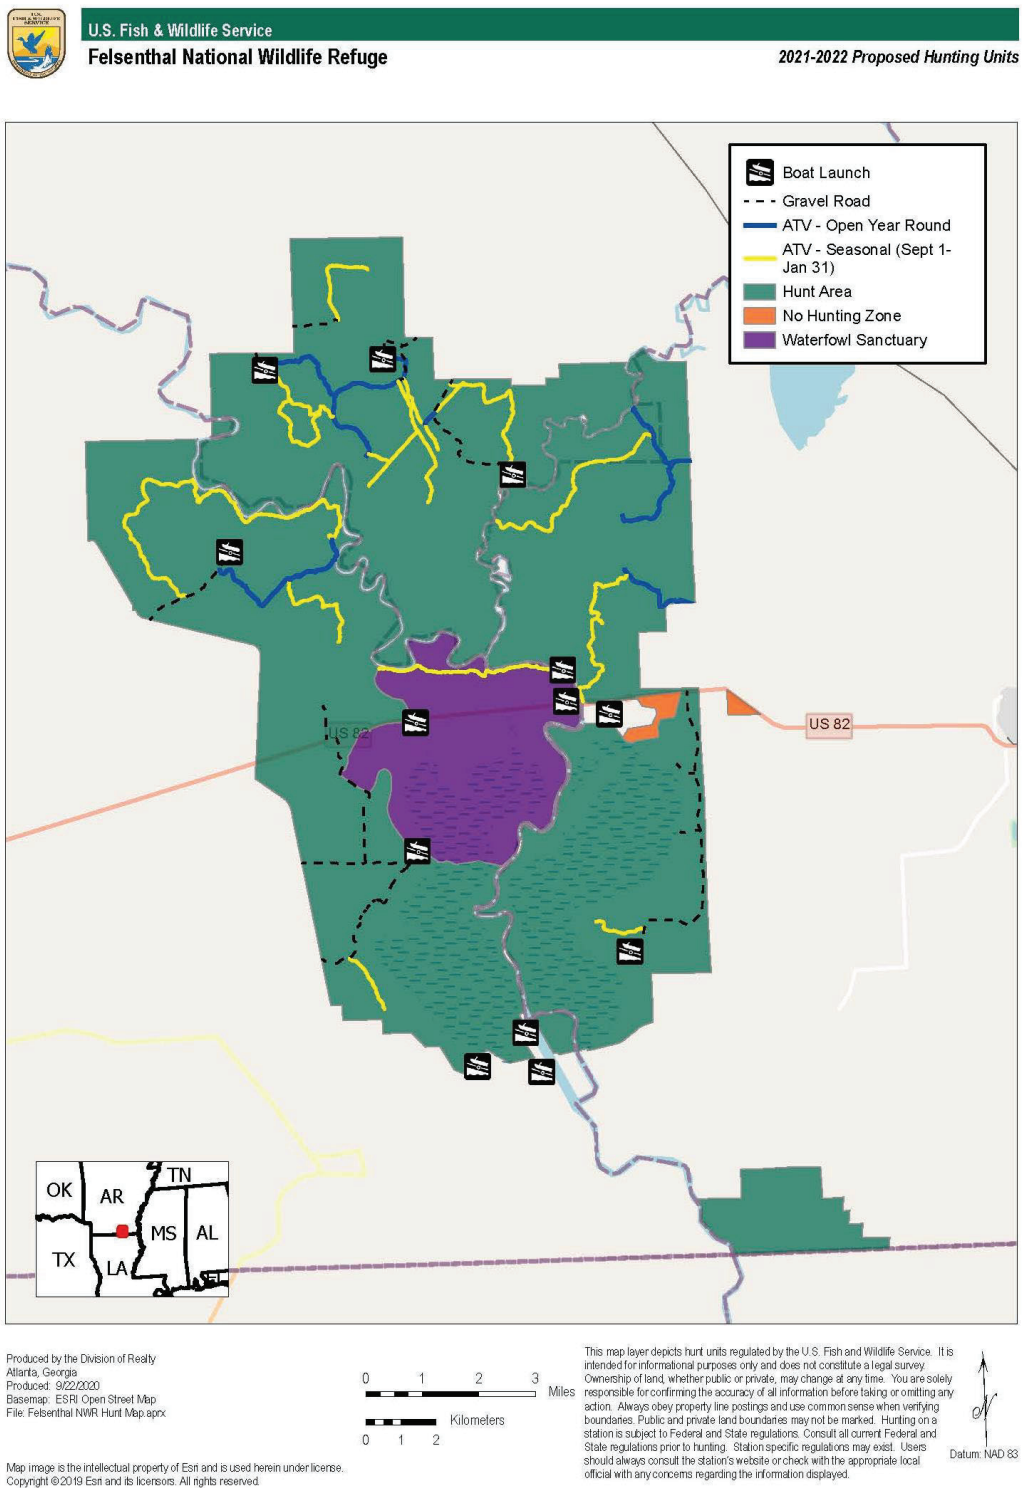 U.S.
FISH & WILDLIFE
SERVICE
U.S. Fish & Wildlife Service
Felsenthal National Wildlife Refuge
2021-2022 Proposed Hunting Units
Boat Launch
Gravel Road
ATV - Open Year Round
ATV - Seasonal (Sept 1-
Jan 31)
Hunt Area
No Hunting Zone
Waterfowl Sanctuary
US 82
US 82
OK
AR
TN
TX
LA
MS
AL
FL
Produced by the Division of Realty
Atlanta, Georgia
Produced: 9/22/2020
Basemap: ESRI Open Street Map
File: Felsenthal NWR Hunt Map.aprx
Map image is the intellectual property of Esri and is used herein under license.
Copyright © 2019 Esri and its licensors. All rights reserved.
0 1 2 3
Miles
Kilometers
0 1 2
This map layer depicts hunt units regulated by the U.S. Fish and Wildlife Service. It is
intended for informational purposes only and does not constitute a legal survey.
Ownership of land, whether public or private, may change at any time. You are solely
responsible for confirming the accuracy of all information before taking or omitting any
action. Always obey property line postings and use common sense when verifying
boundaries. Public and private land boundaries may not be marked. Hunting on a
station is subject to Federal and State regulations. Consult all current Federal and
State regulations prior to hunting. Station specific regulations may exist. Users
should always consult the station's website or check with the appropriate local
official with any concerns regarding the information displayed.
N
Datum: NAD 83